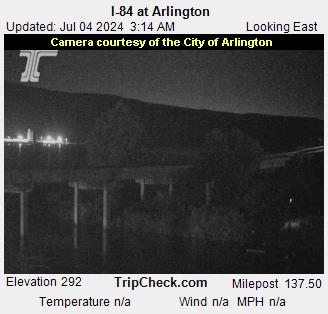 I-84 at Arlington
Updated: Jul 04 2024 3:14 AM Looking East
Camera courtesy of the City of Arlington
Elevation 292 TripCheck.com Milepost 137.50
Temperature n/a Wind n/a MPH n/a